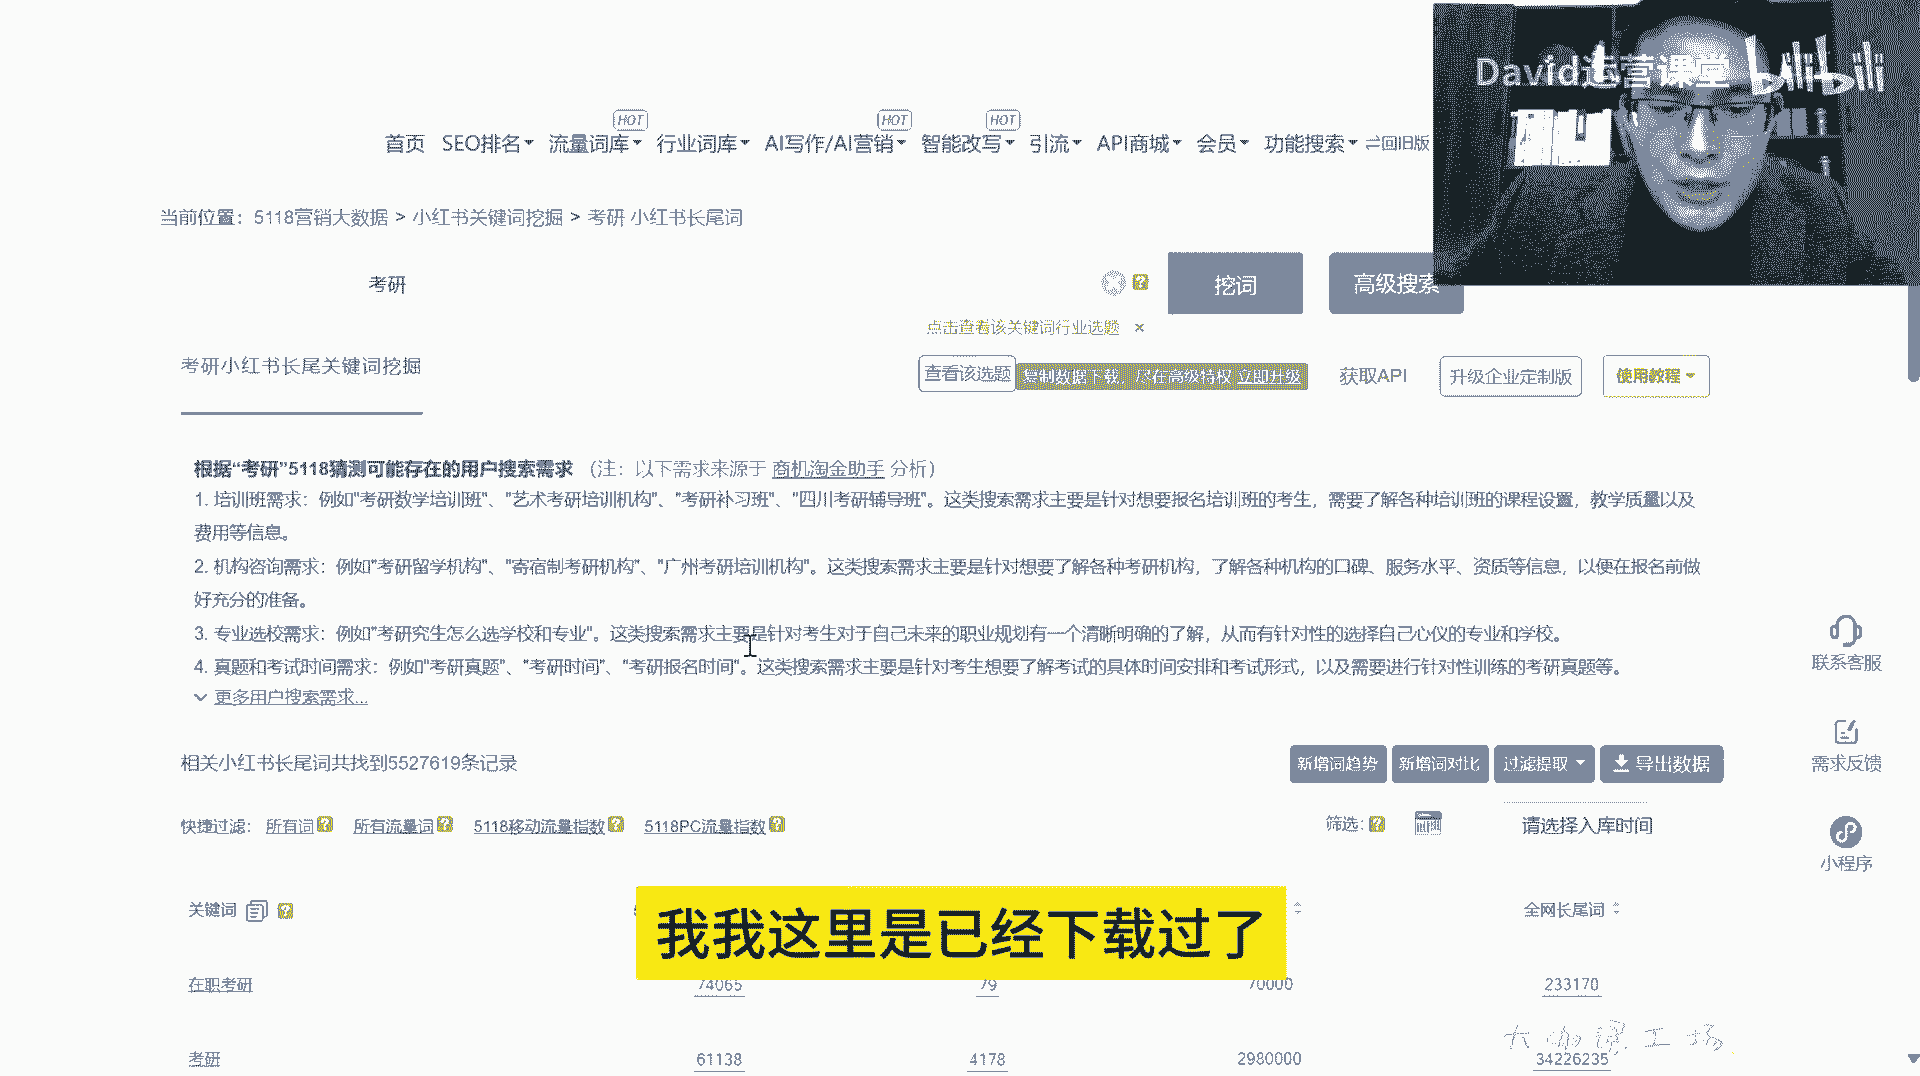 David运营课堂 bilibili
HOT HOT HOT
首页 SEO排名 流量词库 行业词库 AI写作/AI营销 智能改写 引流 API商城 会员 功能搜索 回旧版
当前位置：5118营销大数据 > 小红书关键词挖掘 > 考研 小红书长尾词
考研 挖词 高级搜索
点击查看该关键词行业选题 ×
考研小红书长尾关键词挖掘
查看该选题 复制数据下载，尽在高级特权 立即升级 获取API 升级企业定制版 使用教程
根据“考研”5118猜测可能存在的用户搜索需求 （注：以下需求来源于 商机淘金助手 分析）
1. 培训班需求：例如"考研数学培训班"、"艺术考研培训机构"、"考研补习班"、"四川考研辅导班"。这类搜索需求主要是针对想要报名培训班的考生，需要了解各种培训班的课程设置，教学质量以及
费用等信息。
2. 机构咨询需求：例如"考研留学机构"、"寄宿制考研机构"、"广州考研培训机构"。这类搜索需求主要是针对想要了解各种考研机构，了解各种机构的口碑、服务水平、资质等信息，以便在报名前做
好充分的准备。
3. 专业选校需求：例如"考研究生怎么选学校和专业"。这类搜索需求主要是针对考生对于自己未来的职业规划有一个清晰明确的了解，从而有针对性的选择自己心仪的专业和学校。
4. 真题和考试时间需求：例如"考研真题"、"考研时间"、"考研报名时间"。这类搜索需求主要是针对考生想要了解考试的具体时间安排和考试形式，以及需要进行针对性训练的考研真题等。
更多用户搜索需求...
联系客服
相关小红书长尾词共找到5527619条记录
新增词趋势 新增词对比 过滤提取 导出数据
需求反馈
快捷过滤： 所有词 所有流量词 5118移动流量指数 5118PC流量指数 筛选: 请选择入库时间
小程序
关键词 全网长尾词
我我这里是已经下载过了
在职考研 74065 79 70000 233170
大咖梁工场
考研 61138 4178 2980000 34226235